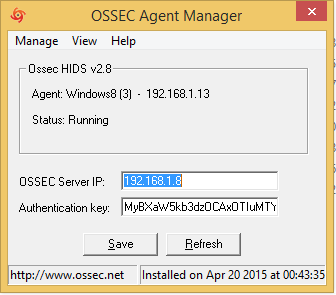 OSSEC Agent Manager
Manage View Help
Ossec HIDS v2.8
Agent: Windows8 (3) - 192.168.1.13
Status: Running
OSSEC Server IP: 192.168.1.8
Authentication key: MyBXaW5kb3dzOCAxOTIuMTY
Save Refresh
http://www.ossec.net Installed on Apr 20 2015 at 00:43:35